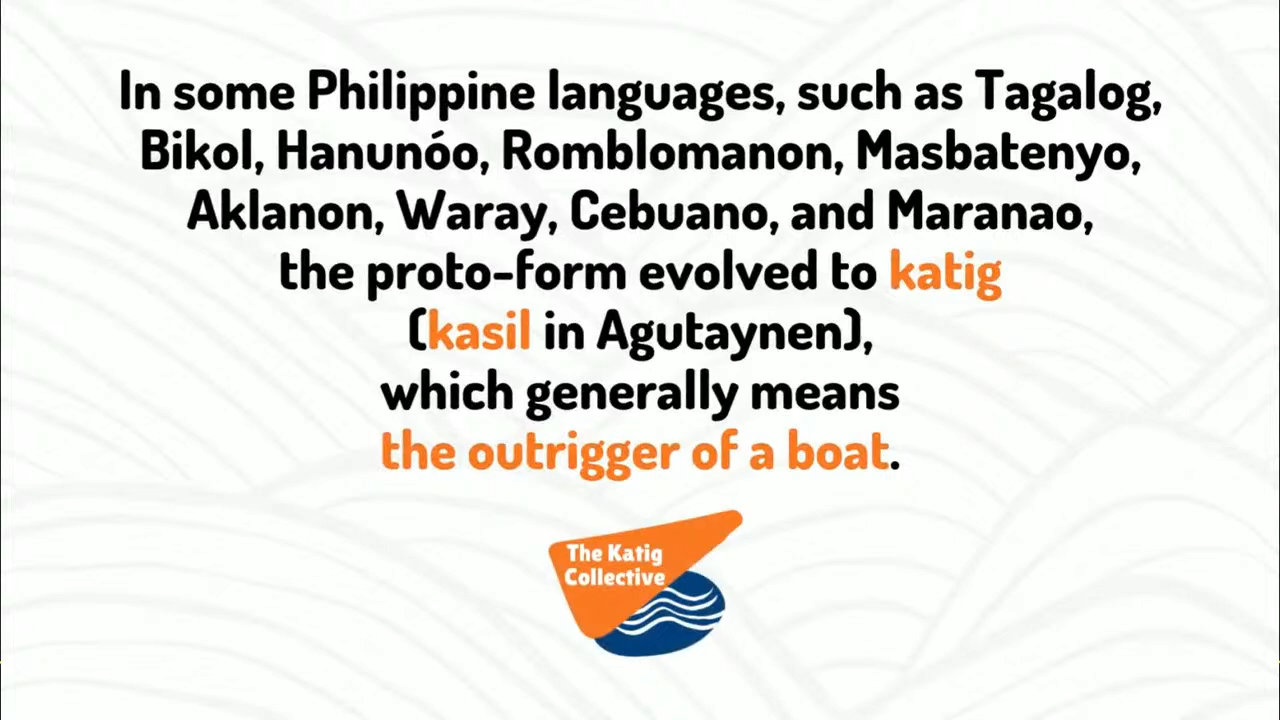 In some Philippine languages, such as Tagalog,
Bikol, Hanunóo, Romblomanon, Masbatenyo,
Aklanon, Waray, Cebuano, and Maranao,
the proto-form evolved to katig
(kasil in Agutaynen),
which generally means
the outrigger of a boat.
The Katig
Collective